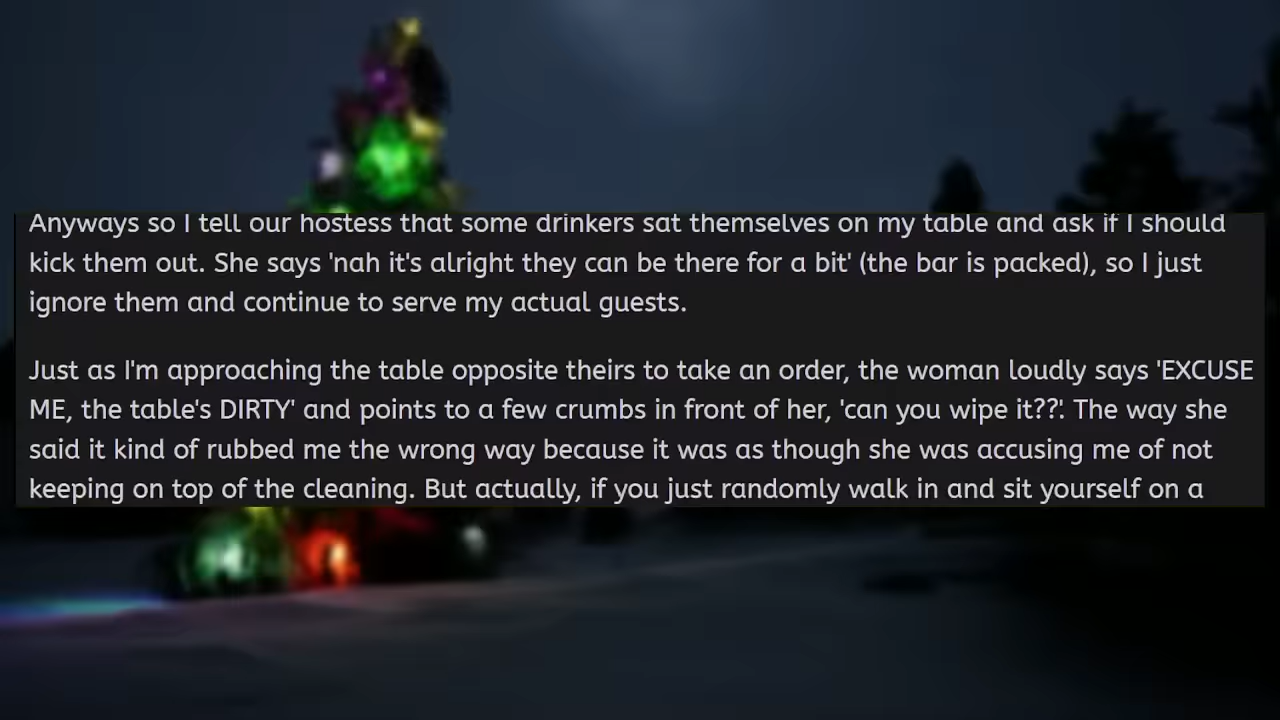 Anyways so I tell our hostess that some drinkers sat themselves on my table and ask if I should
kick them out. She says 'nah it's alright they can be there for a bit' (the bar is packed), so I just
ignore them and continue to serve my actual guests.
Just as I'm approaching the table opposite theirs to take an order, the woman loudly says 'EXCUSE
ME, the table's DIRTY' and points to a few crumbs in front of her, 'can you wipe it??'. The way she
said it kind of rubbed me the wrong way because it was as though she was accusing me of not
keeping on top of the cleaning. But actually, if you just randomly walk in and sit yourself on a